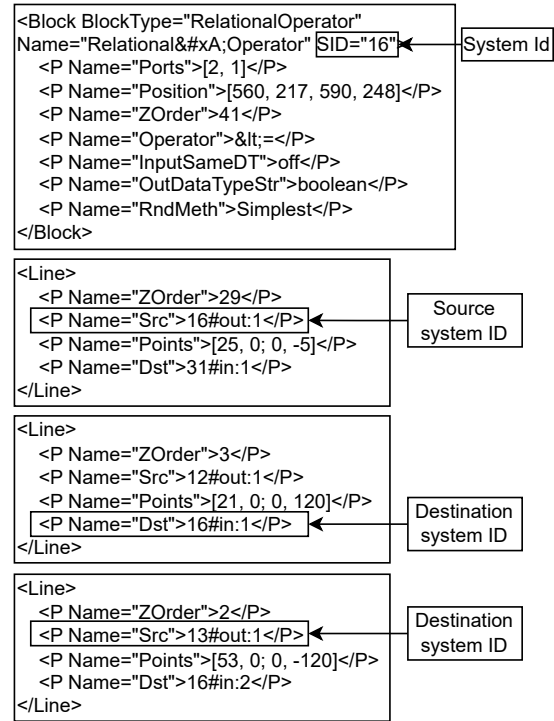 <Block BlockType="RelationalOperator"
Name="Relational&#xA;Operator" SID="16">
System Id
<P Name="Ports">[2, 1]</P>
<P Name="Position">[560, 217, 590, 248]</P>
<P Name="ZOrder">41</P>
<P Name="Operator">&lt;=</P>
<P Name="InputSameDT">off</P>
<P Name="OutDataTypeStr">boolean</P>
<P Name="RndMeth">Simplest</P>
</Block>
<Line>
<P Name="ZOrder">29</P>
<P Name="Src">16#out:1</P>
<P Name="Points">[25, 0; 0, -5]</P>
<P Name="Dst">31#in:1</P>
</Line>
Source
system ID
<Line>
<P Name="ZOrder">3</P>
<P Name="Src">12#out:1</P>
<P Name="Points">[21, 0; 0, 120]</P>
<P Name="Dst">16#in:1</P>
</Line>
Destination
system ID
<Line>
<P Name="ZOrder">2</P>
<P Name="Src">13#out:1</P>
<P Name="Points">[53, 0; 0, -120]</P>
<P Name="Dst">16#in:2</P>
</Line>
Destination
system ID